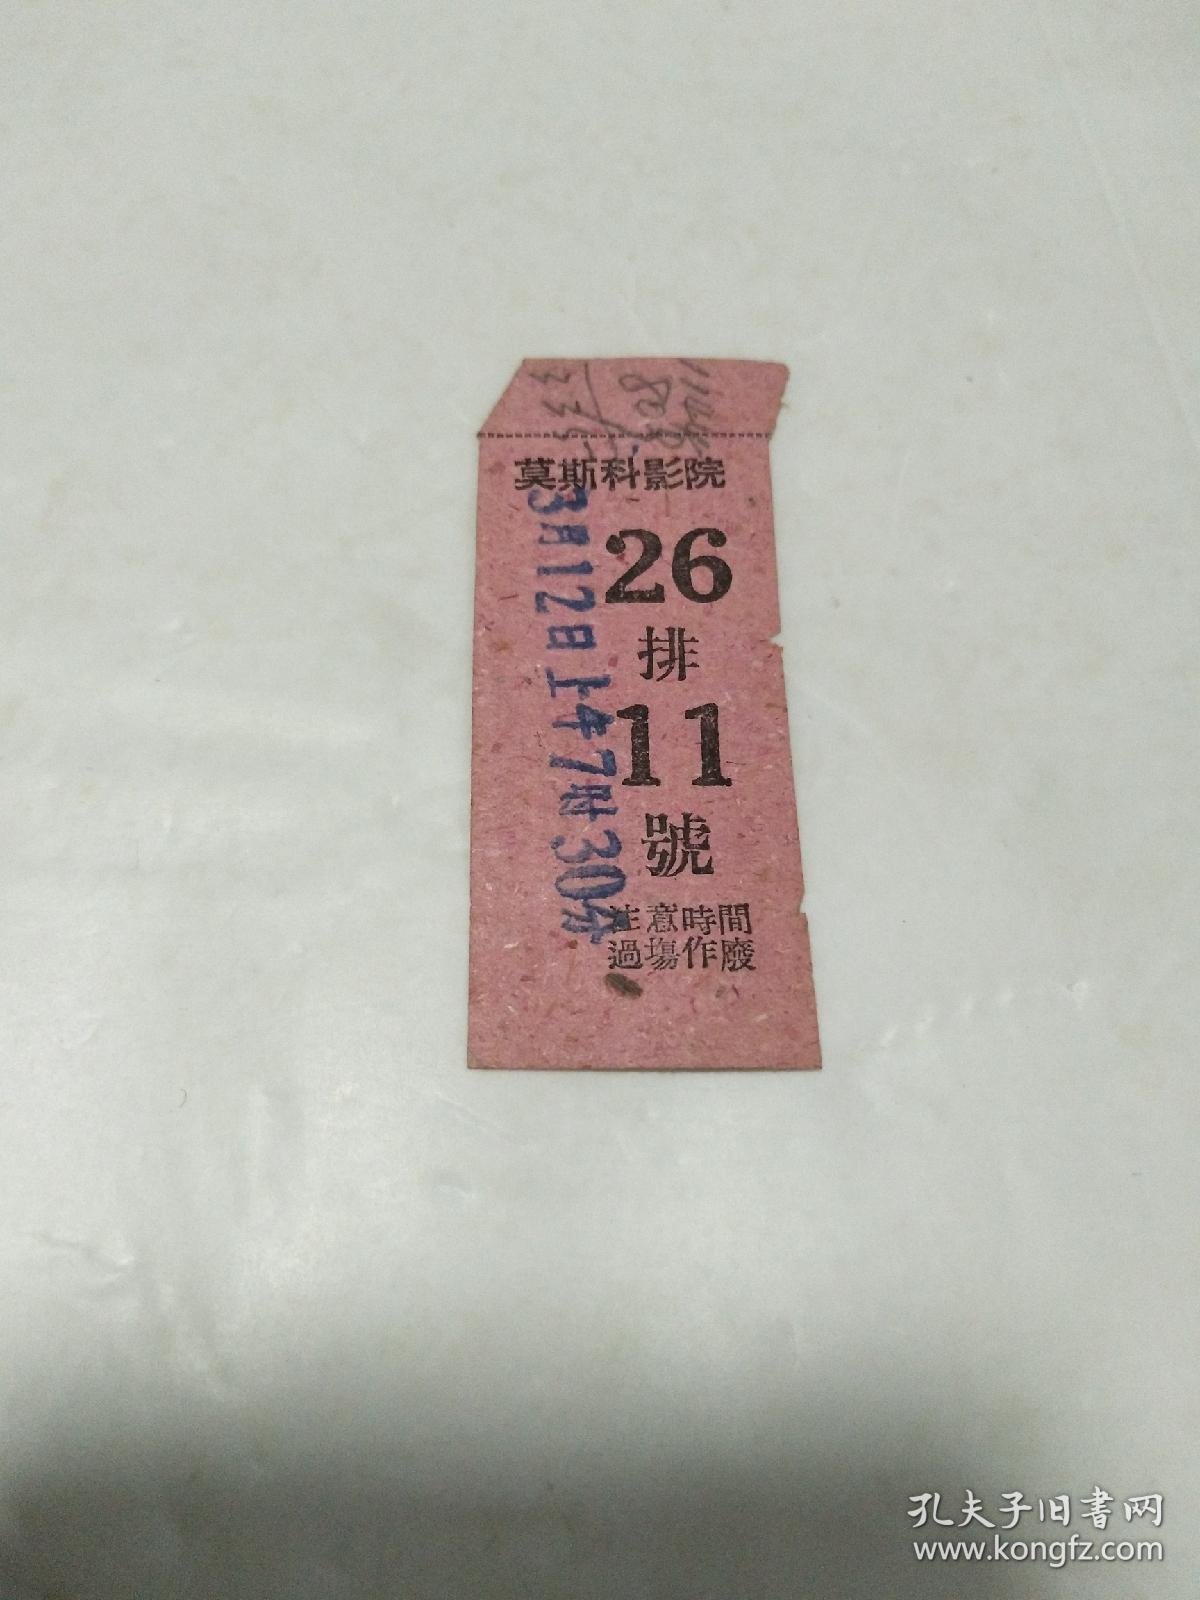 莫斯科影院
26
排
11
號
注意時間
過場作廢
3月12日上午7时30分
孔夫子旧書网
www.kongfz.com